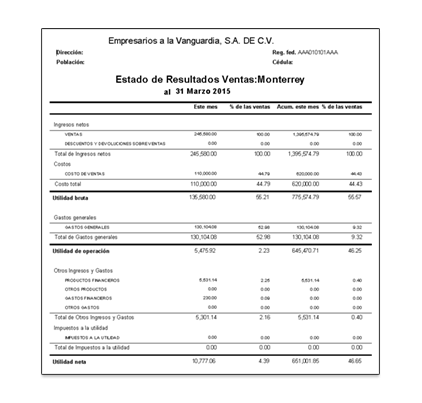 Empresarios a la Vanguardia, S.A. DE C.V.
Dirección: Reg. fed. AAA010101AAA
Población: Cédula:
Estado de Resultados Ventas:Monterrey
al 31 Marzo 2015
Este mes % de las ventas Acum. este mes % de las ventas
Ingresos netos
VENTAS 245,580.00 100.00 1,395,574.79 100.00
DESCUENTOS Y DEVOLUCIONES SOBRE VENTAS 0.00 0.00 0.00 0.00
Total de Ingresos netos 245,580.00 100.00 1,395,574.79 100.00
Costos
COSTO DE VENTAS 110,000.00 44.79 620,000.00 44.43
Costo total 110,000.00 44.79 620,000.00 44.43
Utilidad bruta 135,580.00 55.21 775,574.79 55.57
Gastos generales
GASTOS GENERALES 130,104.08 52.98 130,104.08 9.32
Total de Gastos generales 130,104.08 52.98 130,104.08 9.32
Utilidad de operación 5,475.92 2.23 645,470.71 46.25
Otros Ingresos y Gastos
PRODUCTOS FINANCIEROS 5,531.14 2.25 5,531.14 0.40
OTROS PRODUCTOS 0.00 0.00 0.00 0.00
GASTOS FINANCIEROS 230.00 0.09 0.00 0.00
OTROS GASTOS 0.00 0.00 0.00 0.00
Total de Otros Ingresos y Gastos 5,301.14 2.16 5,531.14 0.40
Impuestos a la utilidad
IMPUESTOS A LA UTILIDAD 0.00 0.00 0.00 0.00
Total de Impuestos a la utilidad 0.00 0.00 0.00 0.00
Utilidad neta 10,777.06 4.39 651,001.85 46.65